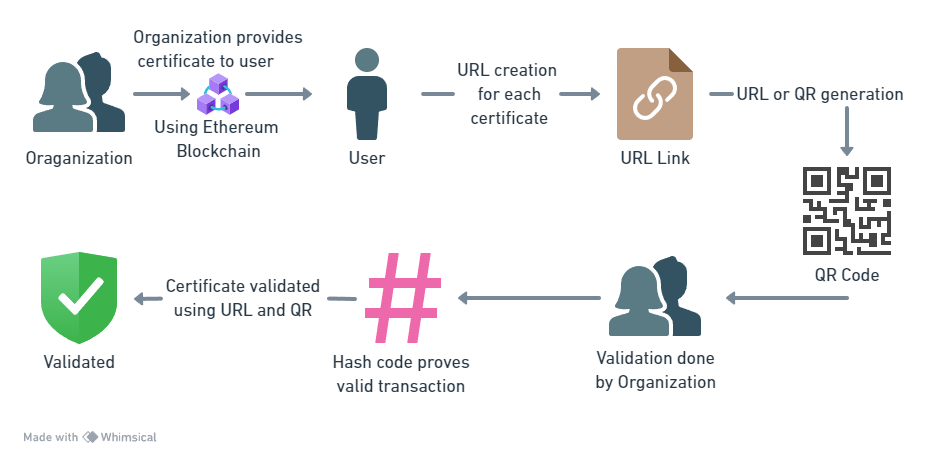 Organization provides
certificate to user
Using Ethereum
Blockchain
Oraganization
User
URL creation
for each
certificate
URL Link
URL or QR generation
QR Code
Validation done
by Organization
Hash code proves
valid transaction
Certificate validated
using URL and QR
Validated
Made with Whimsical